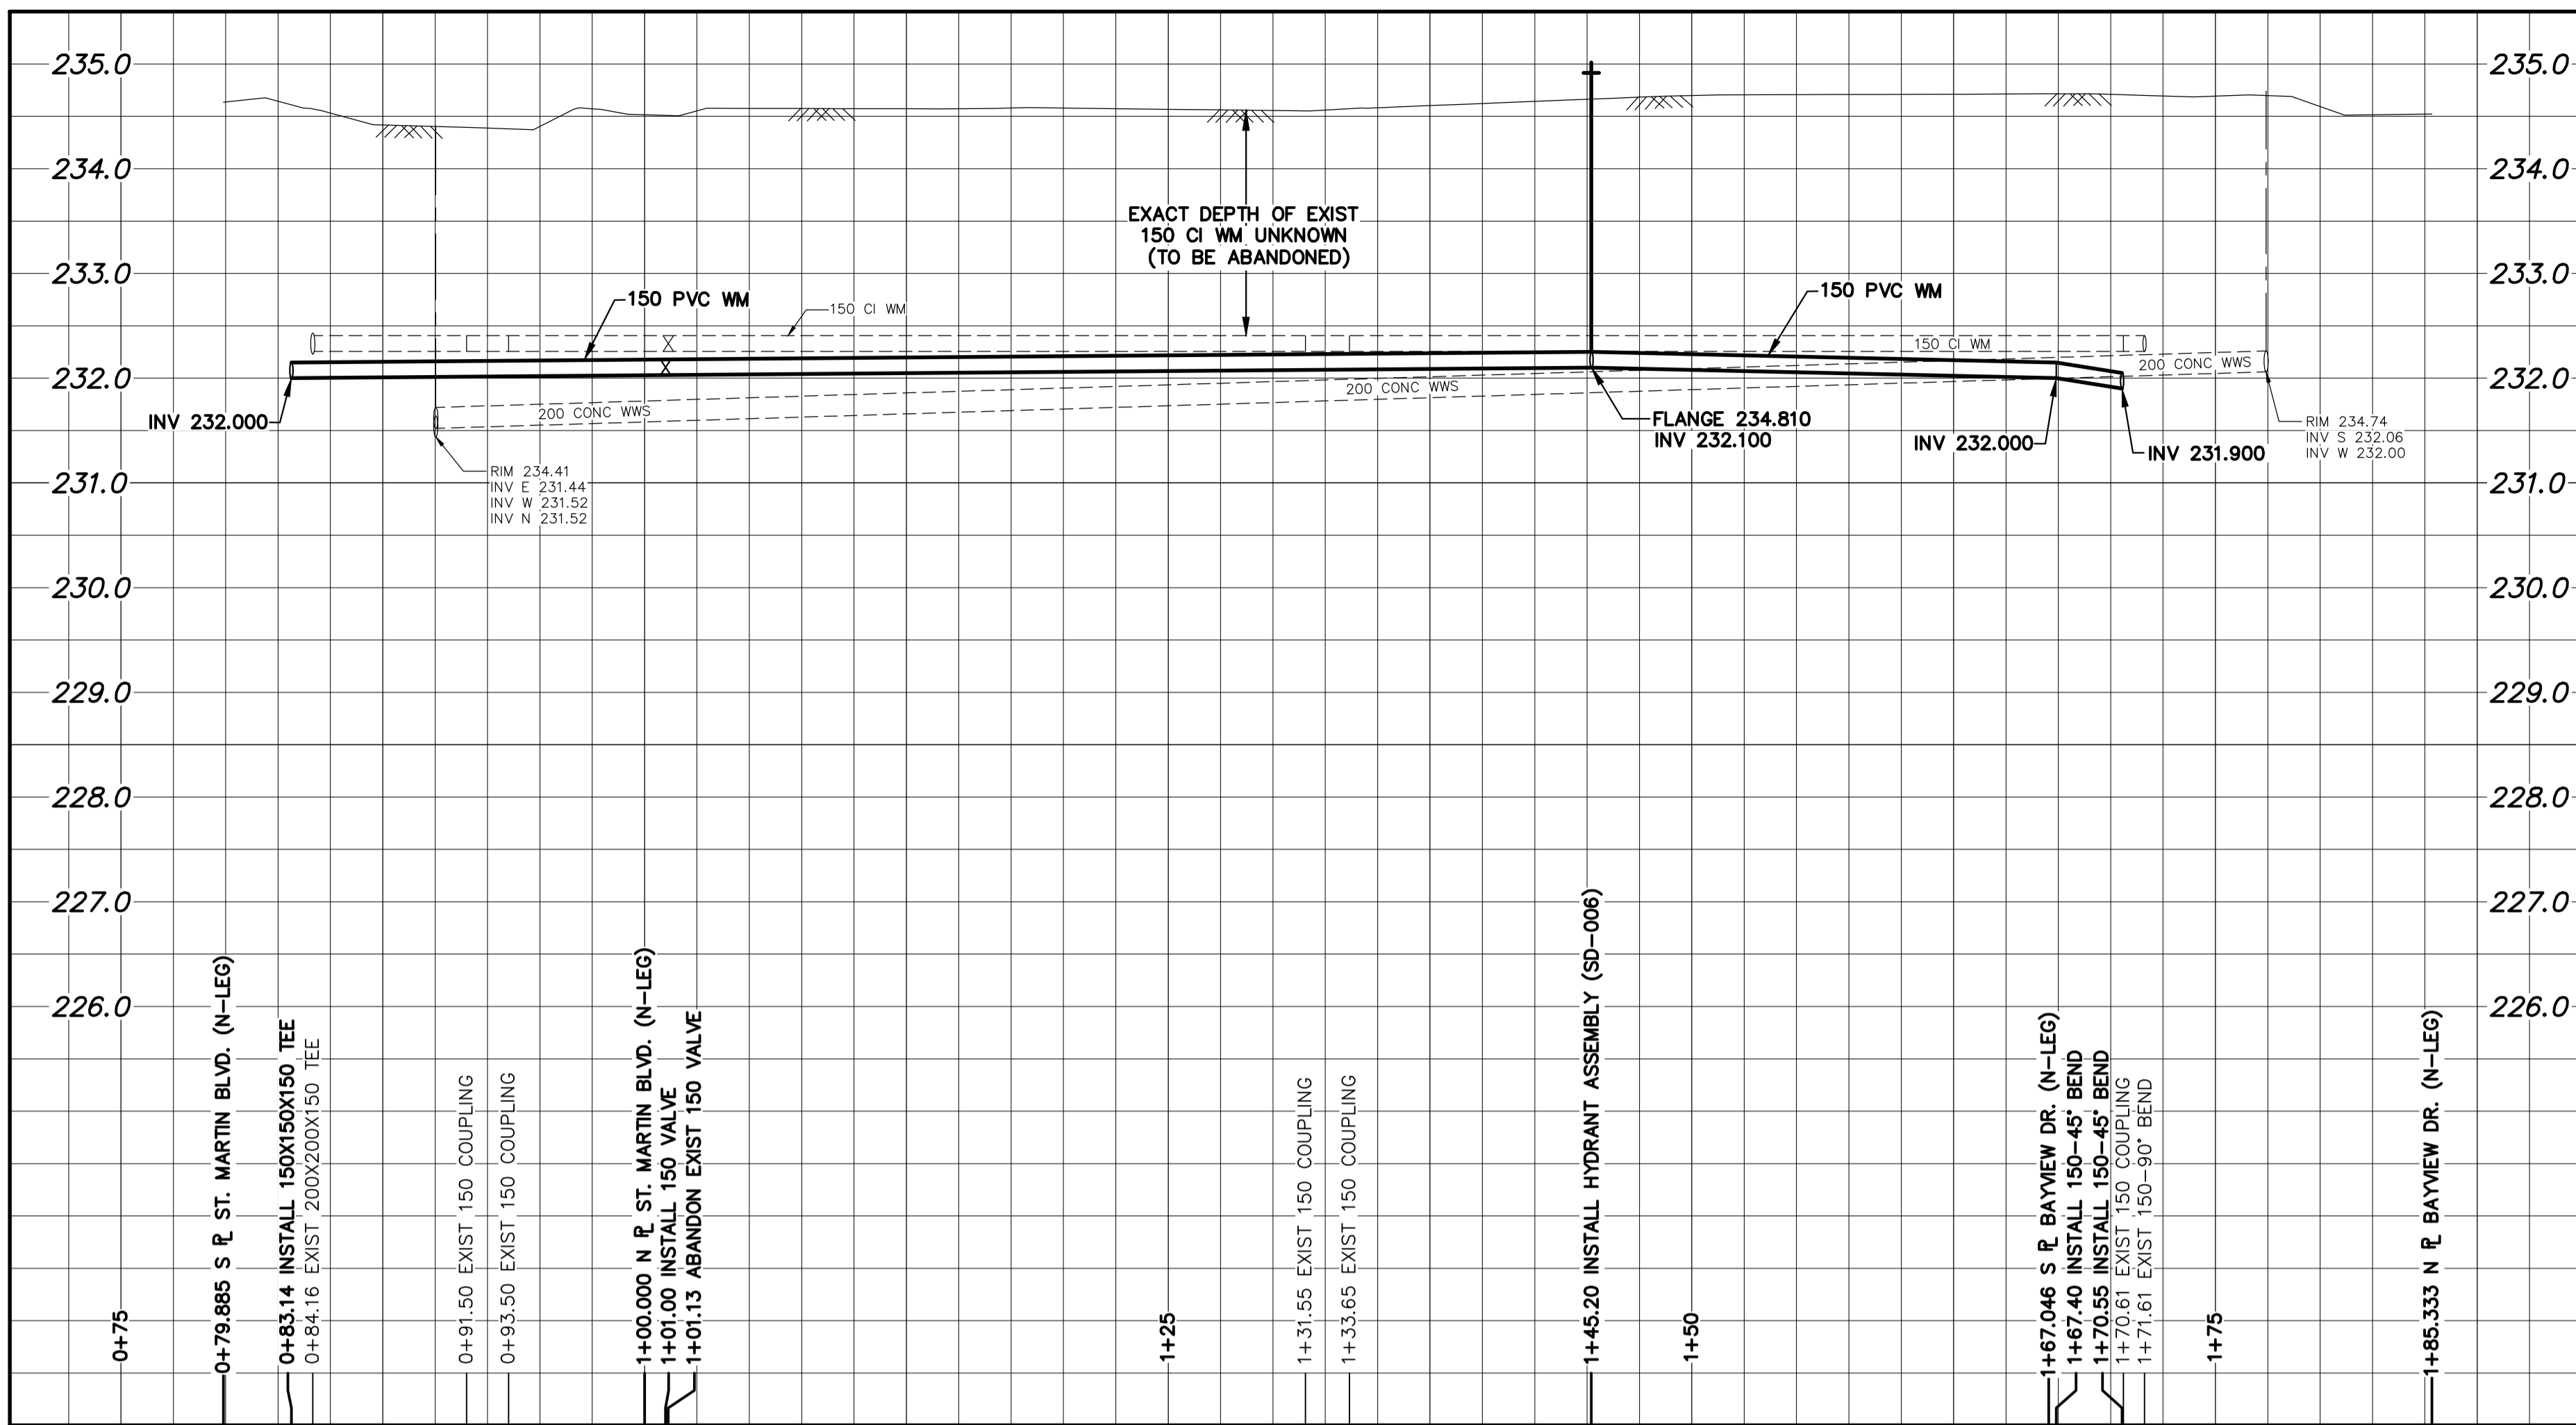 235.0
235.0
234.0
234.0
EXACT DEPTH OF EXIST
150 CI WM UNKNOWN
(TO BE ABANDONED)
233.0
233.0
150 PVC WM
150 CI WM
150 PVC WM
150 CI WM
232.0
232.0
200 CONC WWS
200 CONC WWS
200 CONC WWS
INV 232.000
FLANGE 234.810
INV 232.100
INV 232.000
INV 231.900
RIM 234.74
INV S 232.06
INV W 232.00
RIM 234.41
INV E 231.44
INV W 231.52
INV N 231.52
231.0
231.0
230.0
230.0
229.0
229.0
228.0
228.0
227.0
227.0
226.0
226.0
0+75
0+79.885 S PL ST. MARTIN BLVD. (N-LEG)
0+83.14 INSTALL 150X150X150 TEE
0+84.16 EXIST 200X200X150 TEE
0+91.50 EXIST 150 COUPLING
0+93.50 EXIST 150 COUPLING
1+00.000 N PL ST. MARTIN BLVD. (N-LEG)
1+01.00 INSTALL 150 VALVE
1+01.13 ABANDON EXIST 150 VALVE
1+25
1+31.55 EXIST 150 COUPLING
1+33.65 EXIST 150 COUPLING
1+45.20 INSTALL HYDRANT ASSEMBLY (SD-006)
1+50
1+67.046 S PL BAYVIEW DR. (N-LEG)
1+67.40 INSTALL 150-45° BEND
1+70.55 INSTALL 150-45° BEND
1+70.61 EXIST 150 COUPLING
1+71.61 EXIST 150-90° BEND
1+75
1+85.333 N PL BAYVIEW DR. (N-LEG)